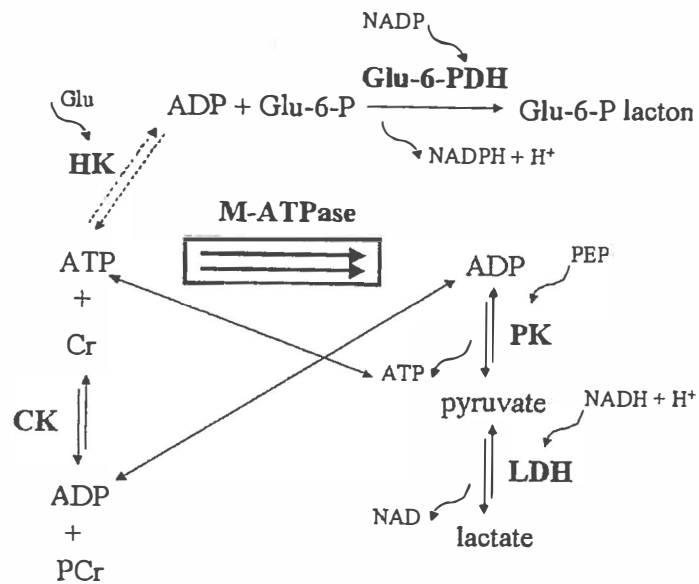 NADP
Glu-6-PDH
Glu
ADP + Glu-6-P
Glu-6-P lacton
NADPH + H⁺
HK
M-ATPase
ATP
+
Cr
ADP
PEP
PK
ATP
pyruvate
NADH + H⁺
CK
LDH
ADP
+
PCr
NAD
lactate